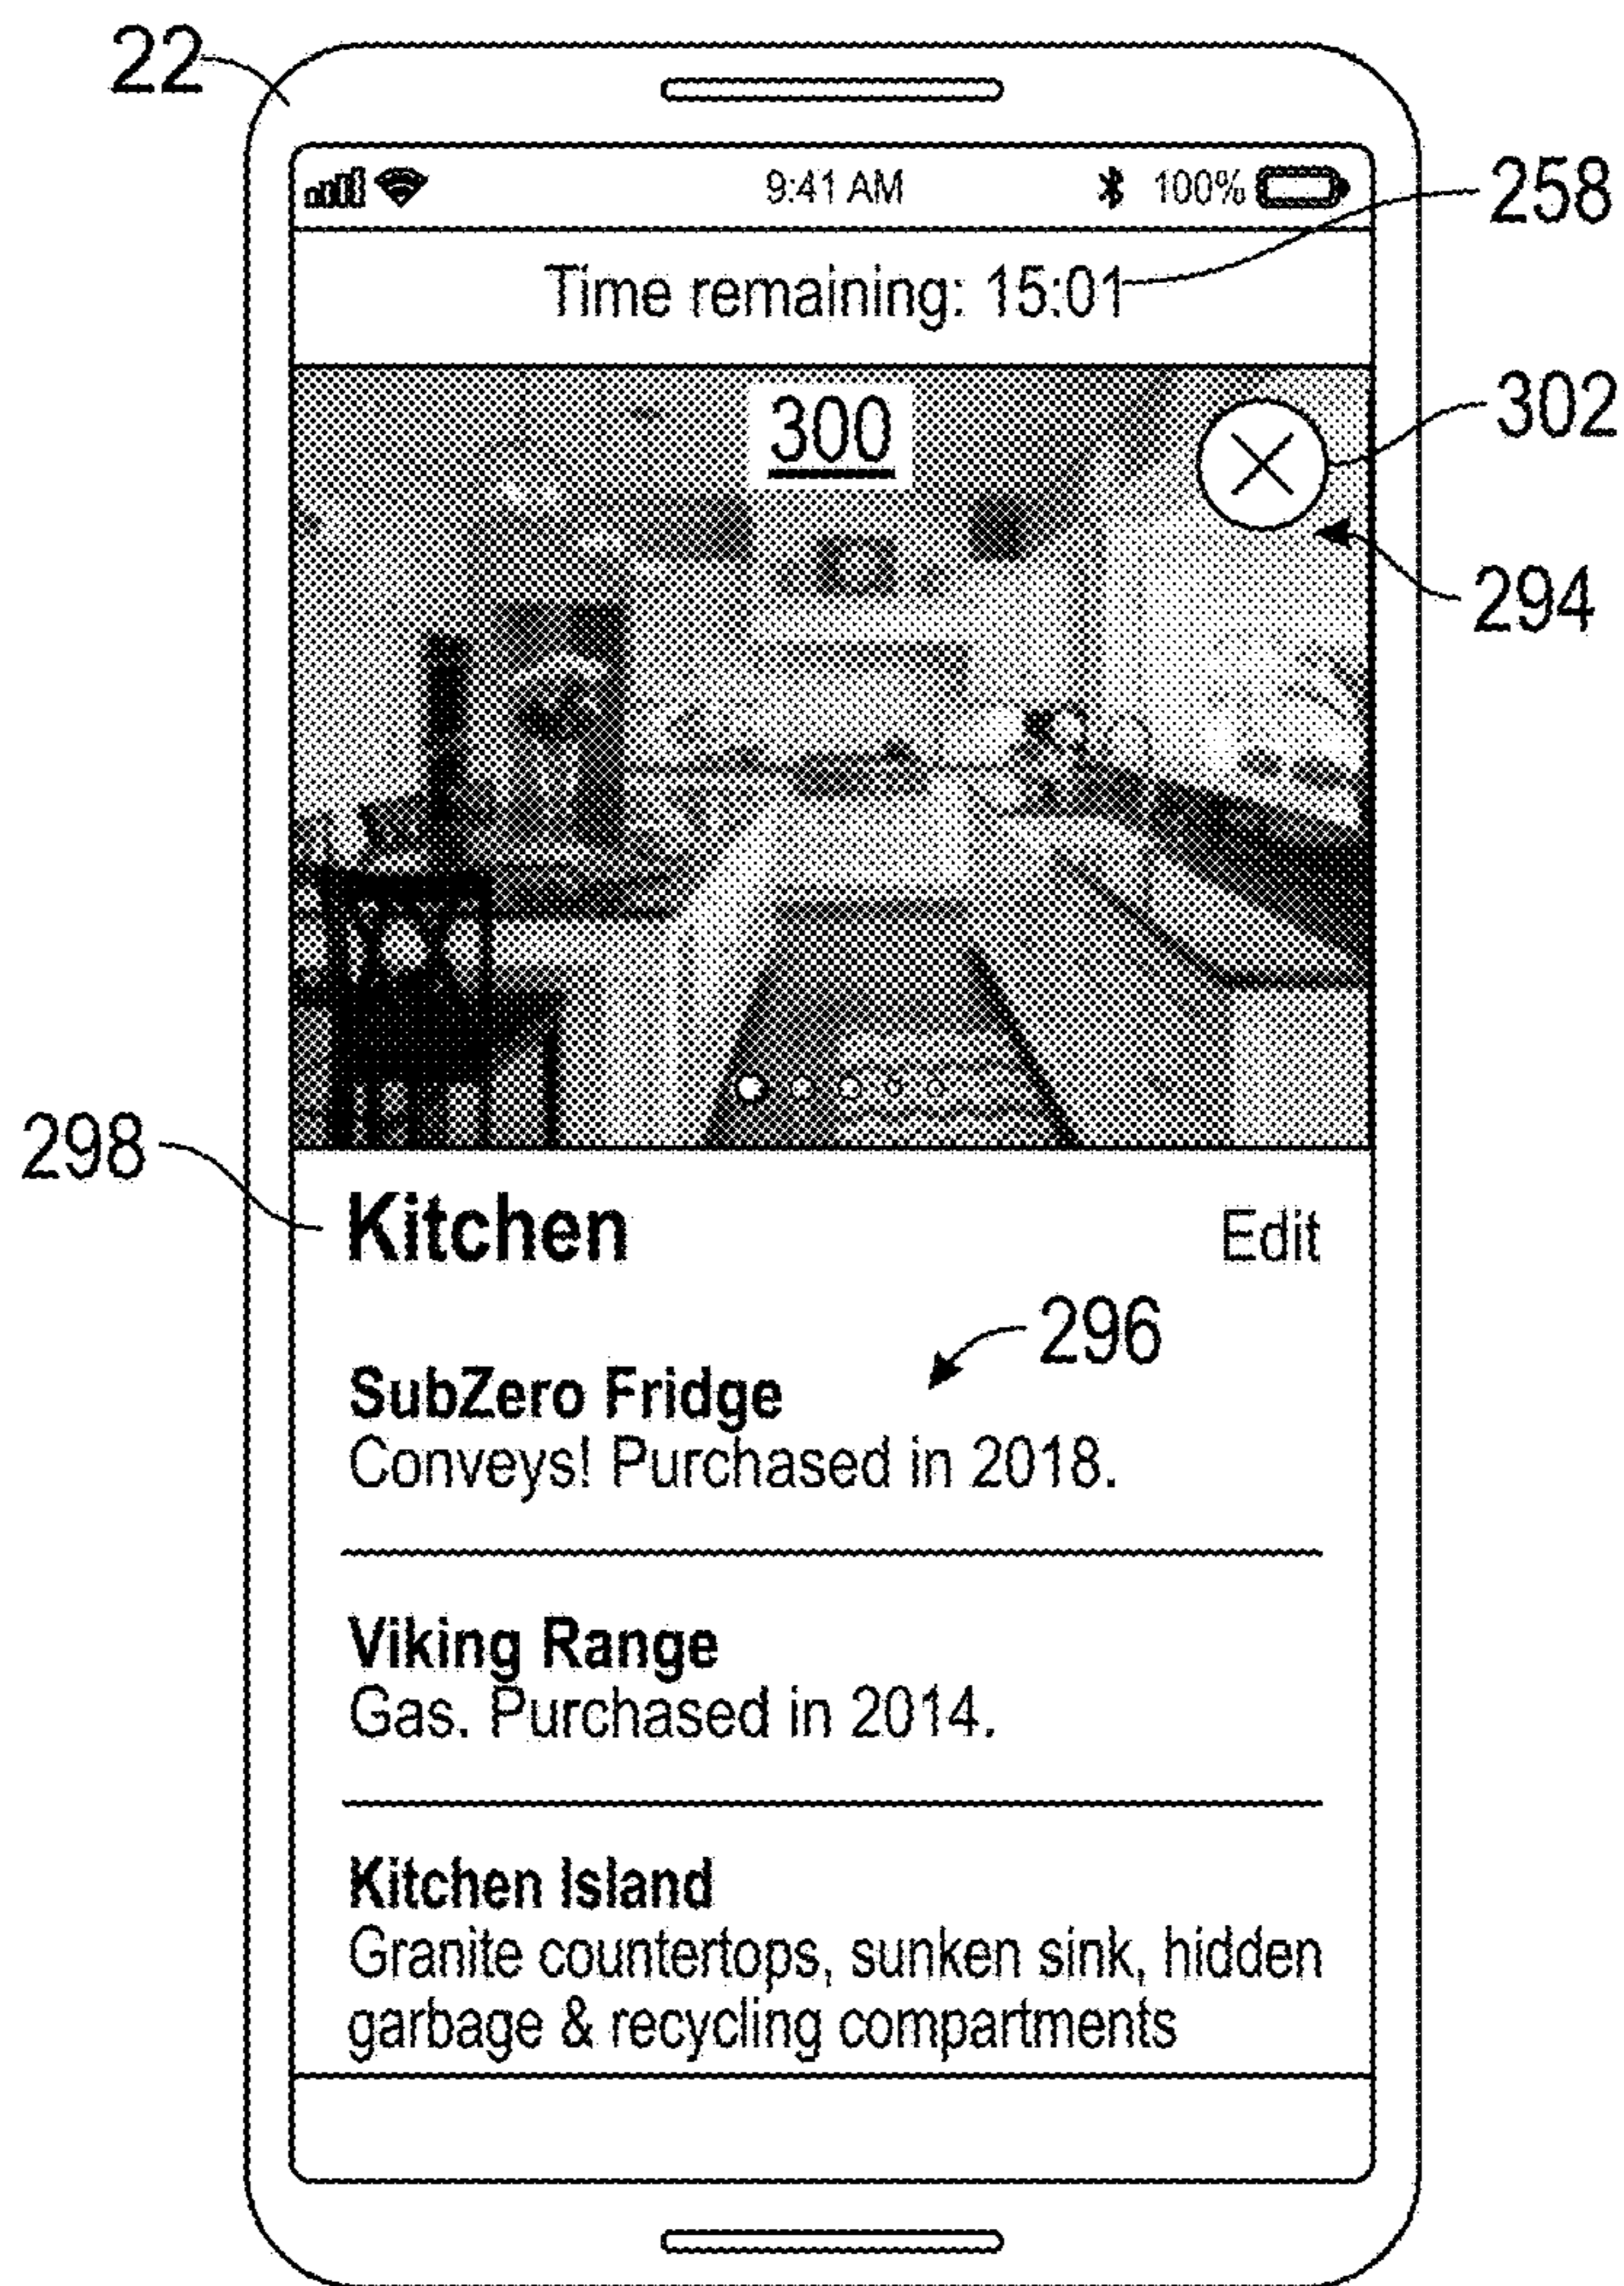 22
9:41 AM 100%
258
Time remaining: 15:01
300
302
294
298
Kitchen Edit
296
SubZero Fridge
Conveys! Purchased in 2018.
Viking Range
Gas. Purchased in 2014.
Kitchen Island
Granite countertops, sunken sink, hidden
garbage & recycling compartments